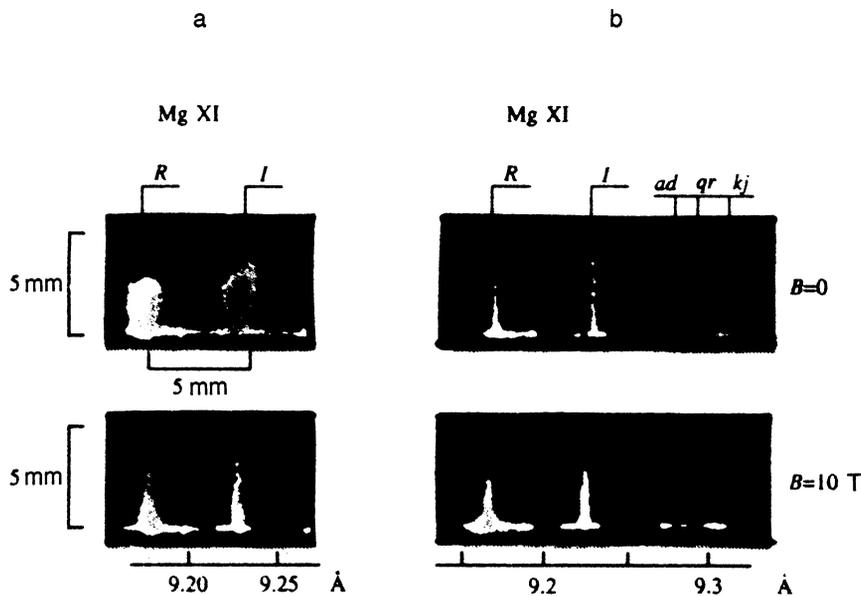 a b
Mg XI Mg XI
R I R I ad qr kj
5 mm B=0
5 mm
5 mm B=10 T
9.20 9.25 Å 9.2 9.3 Å